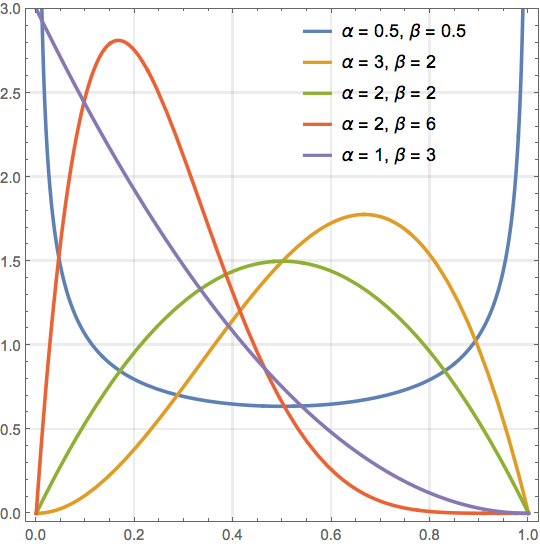 3.0
α = 0.5, β = 0.5
α = 3, β = 2
2.5
α = 2, β = 2
α = 2, β = 6
α = 1, β = 3
2.0
1.5
1.0
0.5
0.0
0.0 0.2 0.4 0.6 0.8 1.0